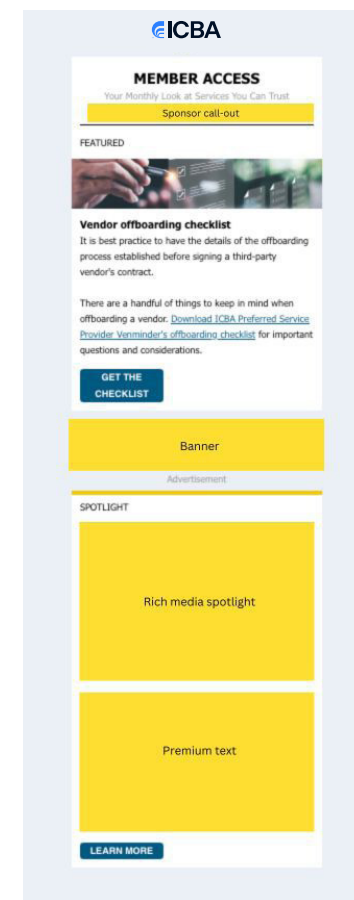 ICBA
MEMBER ACCESS
Your Monthly Look at Services You Can Trust
Sponsor call-out
FEATURED
Vendor offboarding checklist
It is best practice to have the details of the offboarding
process established before signing a third-party
vendor's contract.
There are a handful of things to keep in mind when
offboarding a vendor. Download ICBA Preferred Service
Provider Venminder's offboarding checklist for important
questions and considerations.
GET THE
CHECKLIST
Banner
Advertisement
SPOTLIGHT
Rich media spotlight
Premium text
LEARN MORE